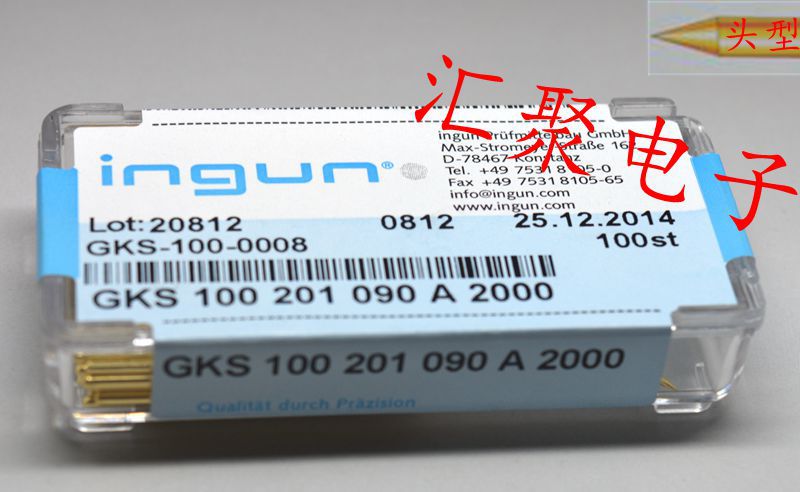 头型
汇聚电子
ingun Prüfmittelbau GmbH
Max-Stromeyer-Straße 162
D-78467 Konstanz
Tel. +49 7531 8105-0
Fax +49 7531 8105-65
info@ingun.com
www.ingun.com
ingun®
Lot: 20812 0812 25.12.2014
GKS-100-0008 100st
GKS 100 201 090 A 2000
GKS 100 201 090 A 2000
Qualität durch Präzision